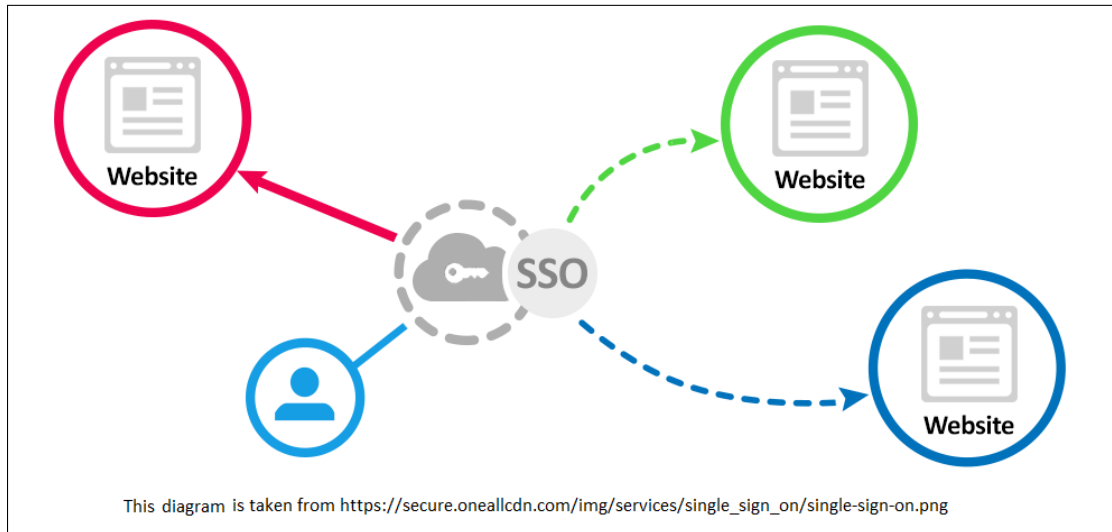 Website
Website
SSO
Website
This diagram is taken from https://secure.oneallcdn.com/img/services/single_sign_on/single-sign-on.png